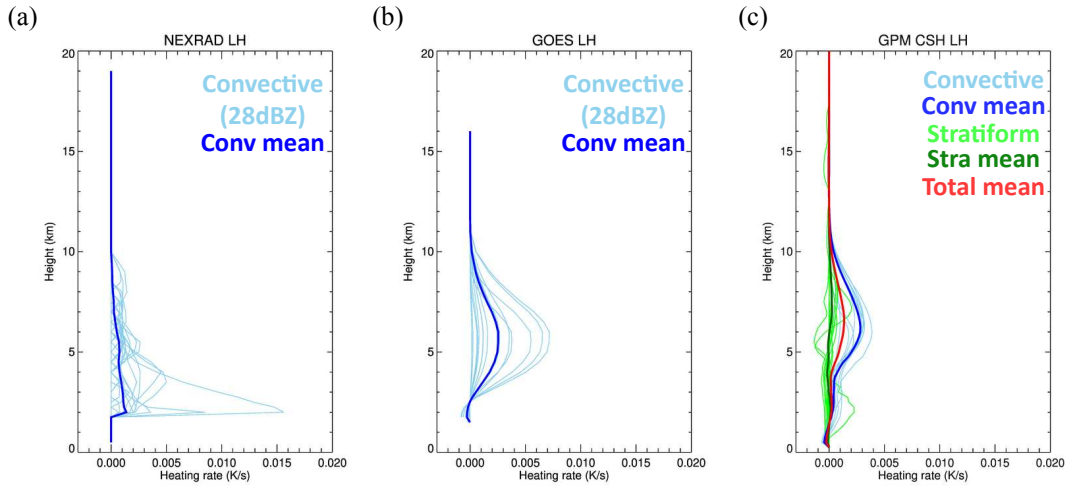 (a)
NEXRAD LH
20
15
10
5
0
Height (km)
0.000 0.005 0.010 0.015 0.020
Heating rate (K/s)
Convective
(28dBZ)
Conv mean
(b)
GOES LH
20
15
10
5
0
Height (km)
0.000 0.005 0.010 0.015 0.020
Heating rate (K/s)
Convective
(28dBZ)
Conv mean
(c)
GPM CSH LH
20
15
10
5
0
Height (km)
0.000 0.005 0.010 0.015 0.020
Heating rate (K/s)
Convective
Conv mean
Stratiform
Stra mean
Total mean